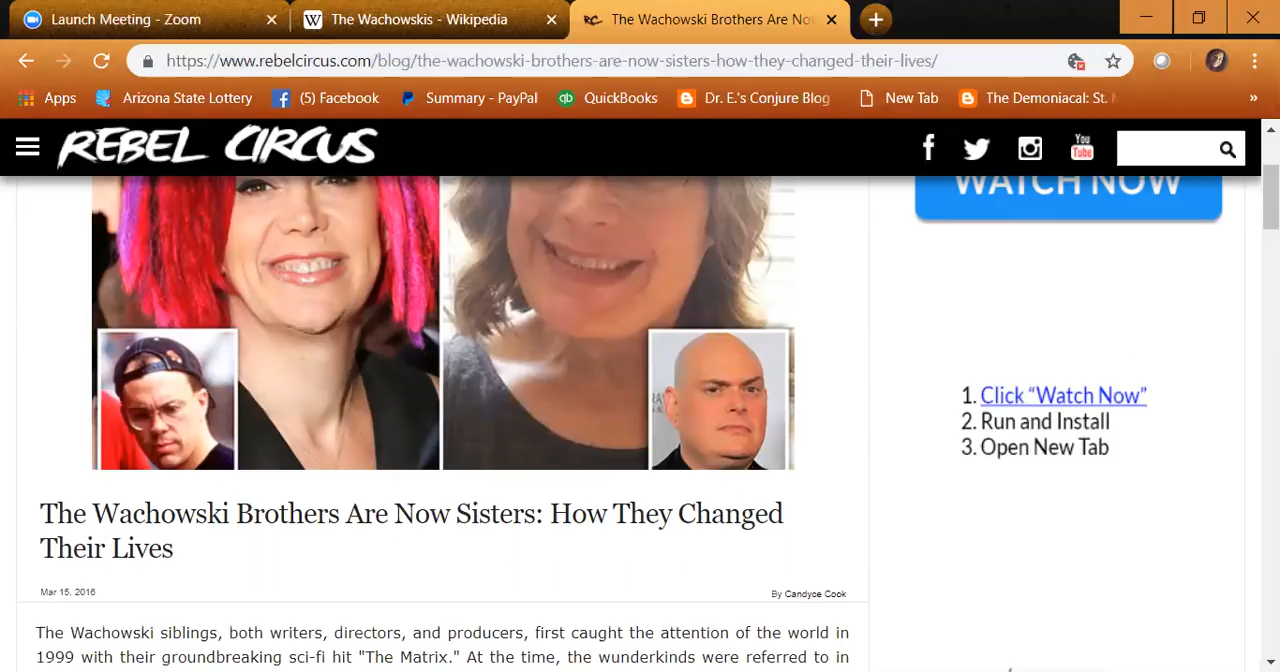 Launch Meeting - Zoom
The Wachowskis - Wikipedia
The Wachowski Brothers Are No
https://www.rebelcircus.com/blog/the-wachowski-brothers-are-now-sisters-how-they-changed-their-lives/
Apps
Arizona State Lottery
(5) Facebook
Summary - PayPal
QuickBooks
Dr. E.'s Conjure Blog
New Tab
The Demoniacal: St.
»
REBEL CIRCUS
You Tube
WATCH NOW
1. Click “Watch Now”
2. Run and Install
3. Open New Tab
The Wachowski Brothers Are Now Sisters: How They Changed
Their Lives
Mar 15, 2016
By Candyce Cook
The Wachowski siblings, both writers, directors, and producers, first caught the attention of the world in
1999 with their groundbreaking sci-fi hit "The Matrix." At the time, the wunderkinds were referred to in